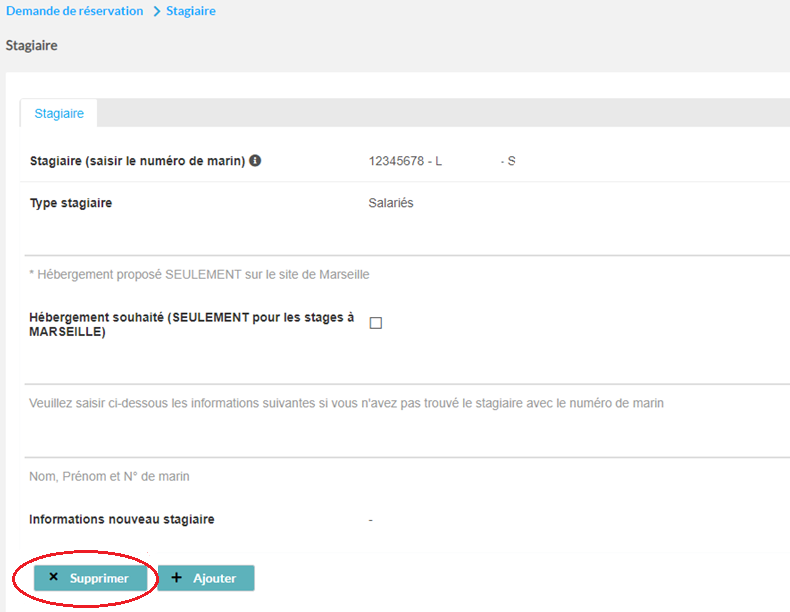 Demande de réservation > Stagiaire
Stagiaire
Stagiaire
Stagiaire (saisir le numéro de marin)
12345678 - L - S
Type stagiaire
Salariés
* Hébergement proposé SEULEMENT sur le site de Marseille
Hébergement souhaité (SEULEMENT pour les stages à
MARSEILLE)
Veuillez saisir ci-dessous les informations suivantes si vous n'avez pas trouvé le stagiaire avec le numéro de marin
Nom, Prénom et N° de marin
Informations nouveau stagiaire
-
Supprimer
Ajouter